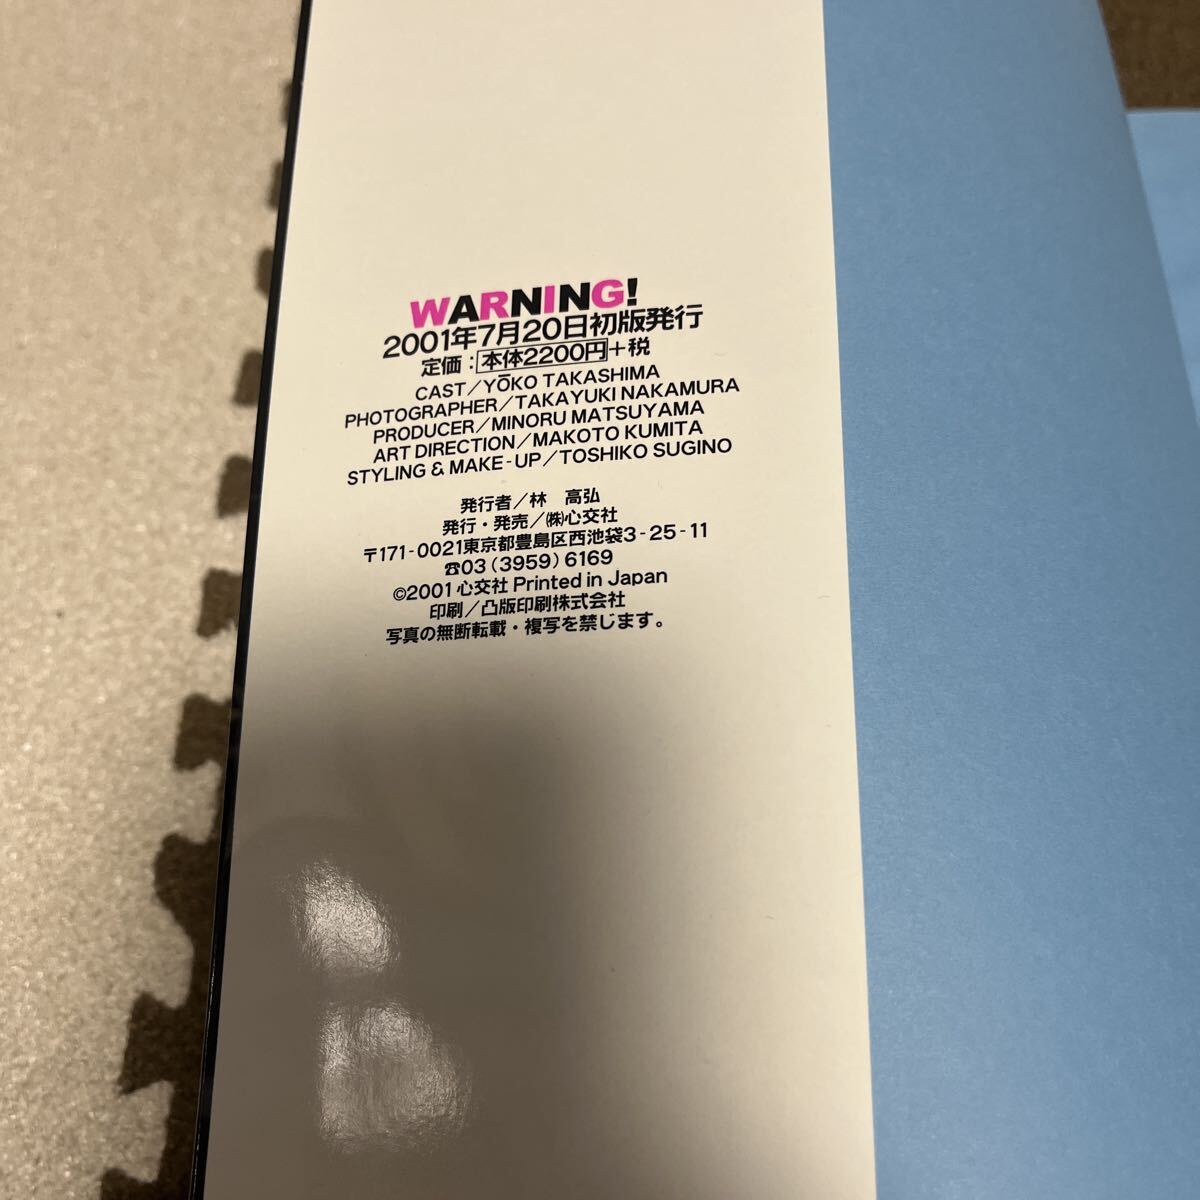 WARNING!
2001年7月20日初版発行
定価：本体2200円＋税
CAST／YŌKO TAKASHIMA
PHOTOGRAPHER／TAKAYUKI NAKAMURA
PRODUCER／MINORU MATSUYAMA
ART DIRECTION／MAKOTO KUMITA
STYLING & MAKE-UP／TOSHIKO SUGINO
発行者／林　高弘
発行・発売／㈱心交社
〒171-0021東京都豊島区西池袋3-25-11
☎03(3959)6169
©2001 心交社 Printed in Japan
印刷／凸版印刷株式会社
写真の無断転載・複写を禁じます。